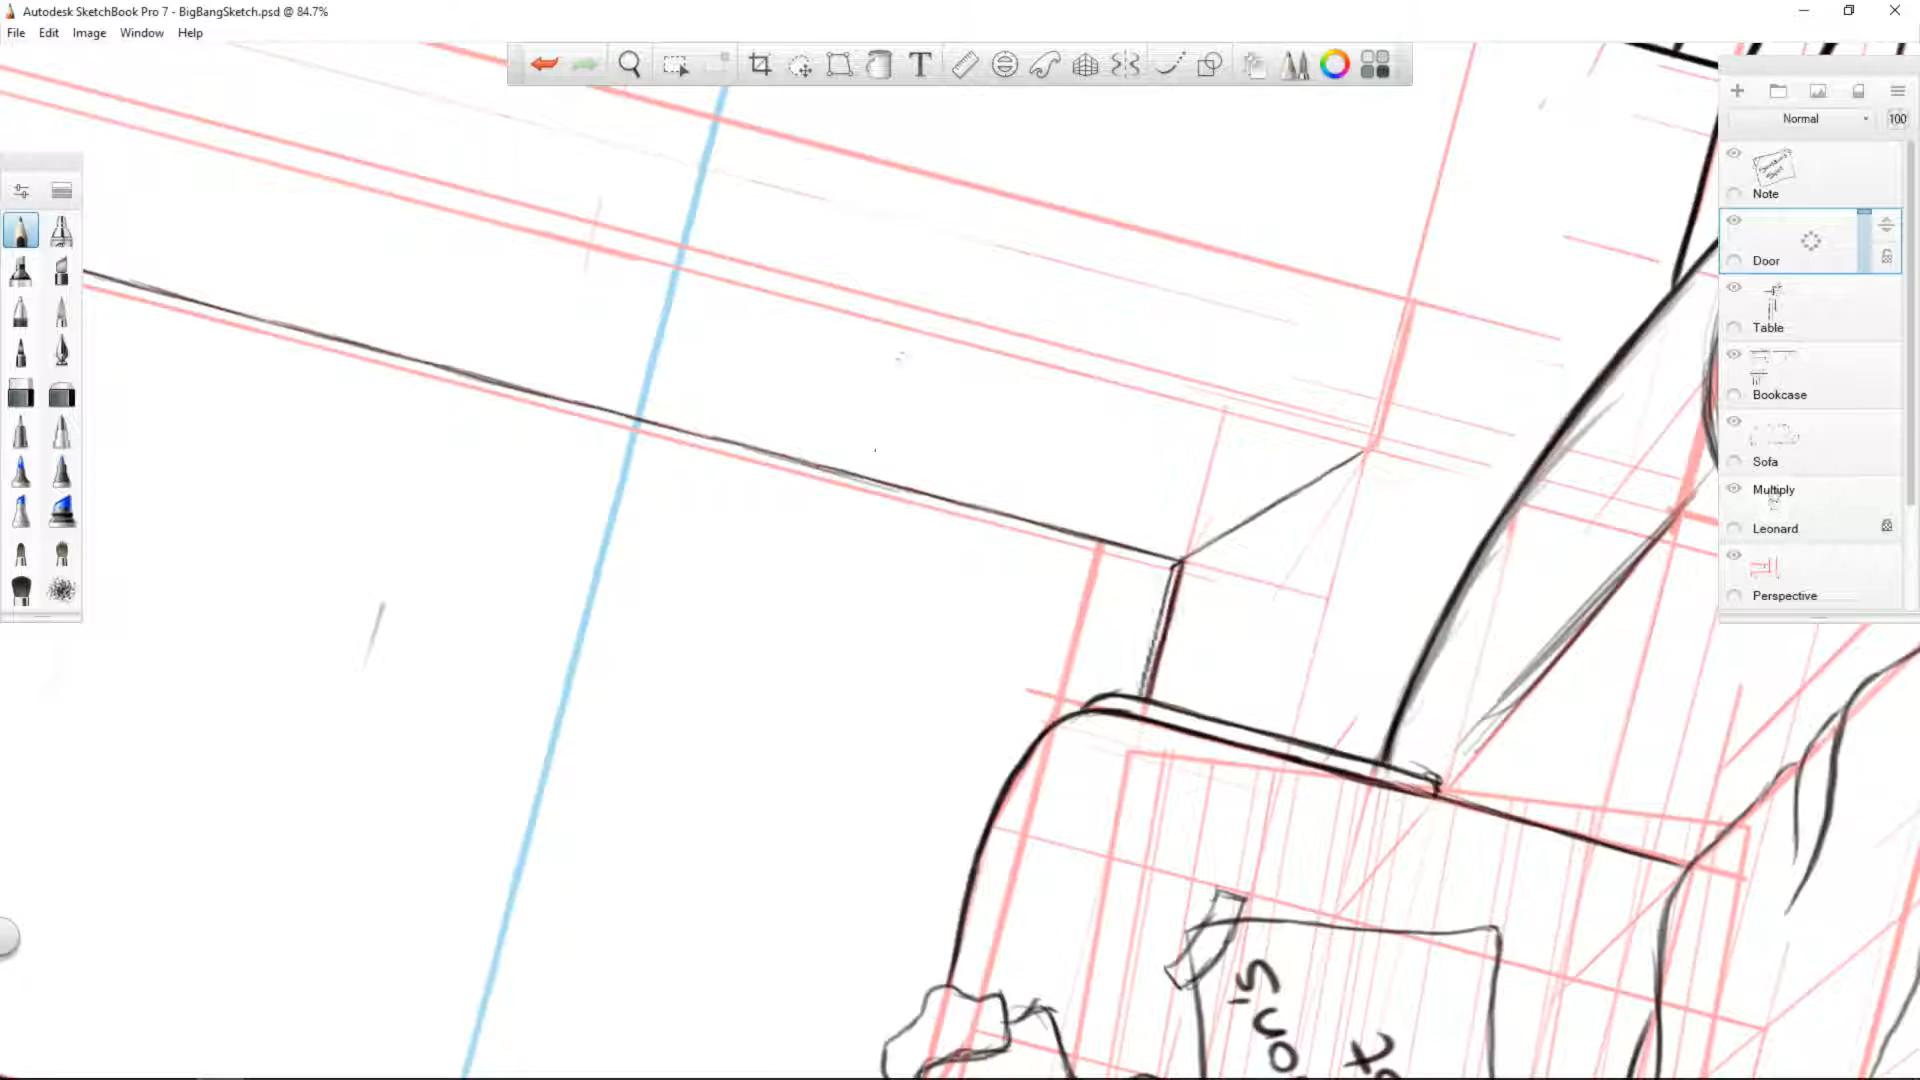 Autodesk SketchBook Pro 7 - BigBangSketch.psd @ 84.7%
File Edit Image Window Help
Normal 100
Note
Door
Table
Bookcase
Sofa
Multiply
Leonard
Perspective